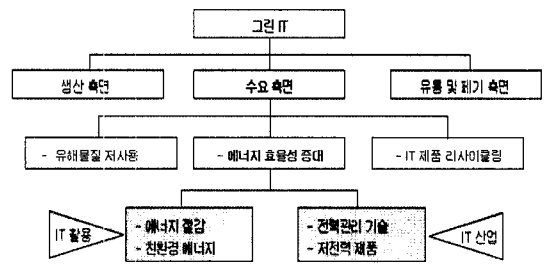 그린 IT
생산 측면
수요 측면
유통 및 폐기 측면
- 유해물질 저사용
- 에너지 효율성 증대
- IT 제품 리사이클링
IT 활용
- 에너지 절감
- 친환경 에너지
- 전력관리 기술
- 저전력 제품
IT 산업